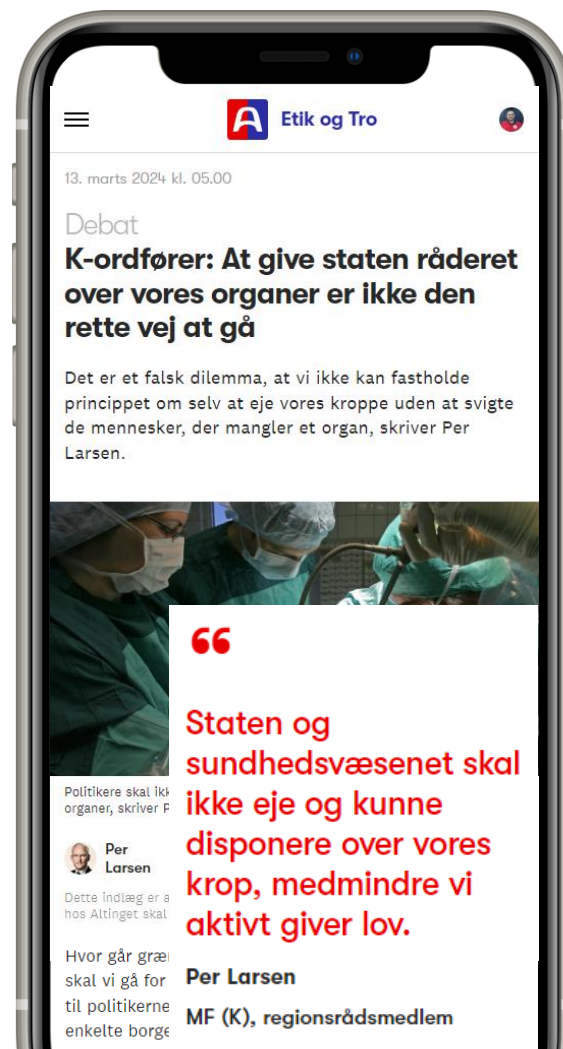 A Etik og Tro
13. marts 2024 kl. 05.00
Debat
K-ordfører: At give staten råderet
over vores organer er ikke den
rette vej at gå
Det er et falsk dilemma, at vi ikke kan fastholde
princippet om selv at eje vores kroppe uden at svigte
de mennesker, der mangler et organ, skriver Per
Larsen.
“
Staten og
sundhedsvæsenet skal
ikke eje og kunne
disponere over vores
krop, medmindre vi
aktivt giver lov.
Per Larsen
MF (K), regionsrådsmedlem
Politikere skal
organer, skriver
Per
Larsen
Dette indlæg er
hos Altinget skal
Hvor går
skal vi gå for
til politikerne
enkelte